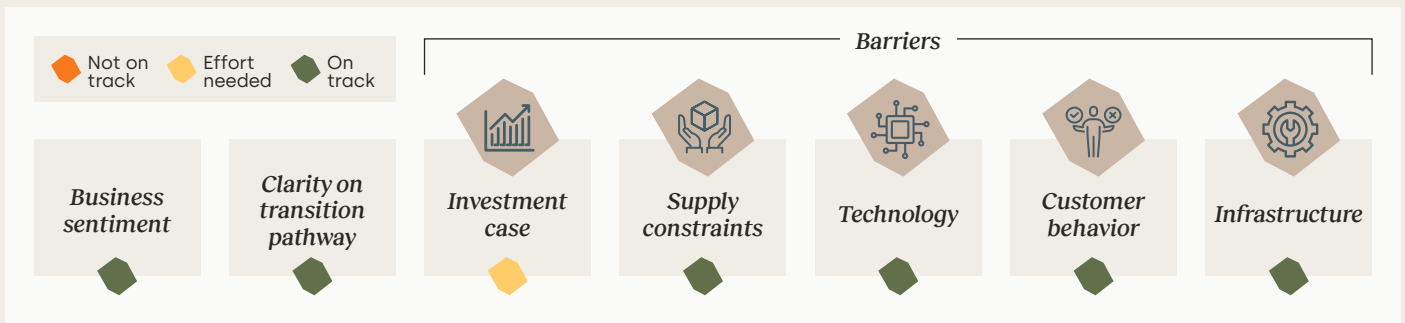 Not on
track
Effort
needed
On
track
Barriers
Business
sentiment
Clarity on
transition
pathway
Investment
case
Supply
constraints
Technology
Customer
behavior
Infrastructure